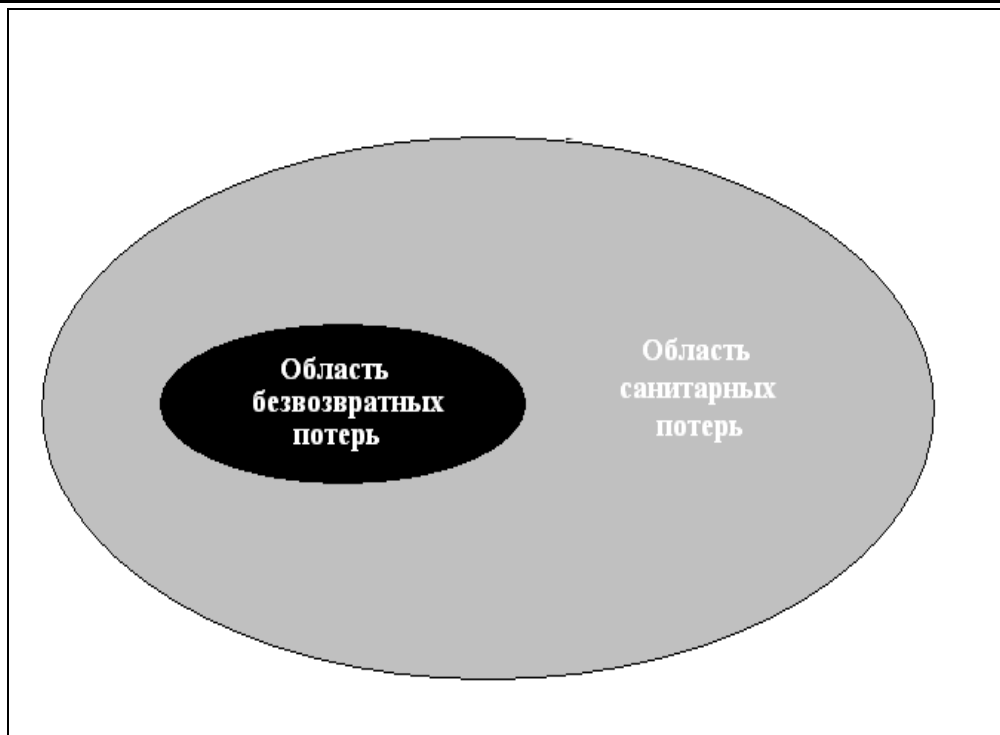 Область
безвозвратных
потерь
Область
санитарных
потерь